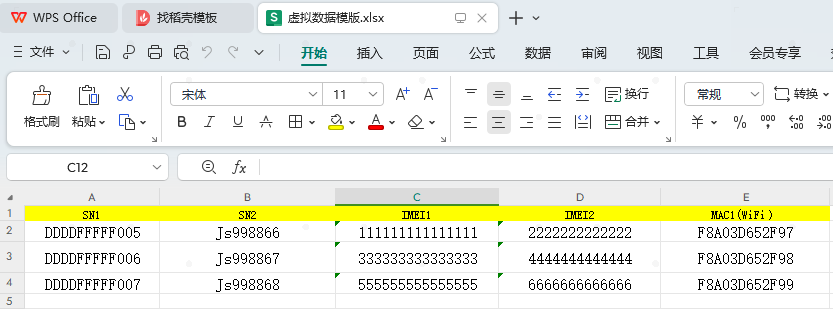 WPS Office 找稻壳模板 虚拟数据模版.xlsx
文件 开始 插入 页面 公式 数据 审阅 视图 工具 会员专享
宋体 11 A+ A- 换行 常规 转换
格式刷 粘贴 B I U A A 合并 ¥ %
C12 fx
A B C D E
1 SN1 SN2 IMEI1 IMEI2 MAC1(WiFi)
2 DDDDFFFFF005 Js998866 111111111111111 2222222222222 F8A03D652F97
3 DDDDFFFFF006 Js998867 333333333333333 4444444444444 F8A03D652F98
4 DDDDFFFFF007 Js998868 555555555555555 6666666666666 F8A03D652F99
5